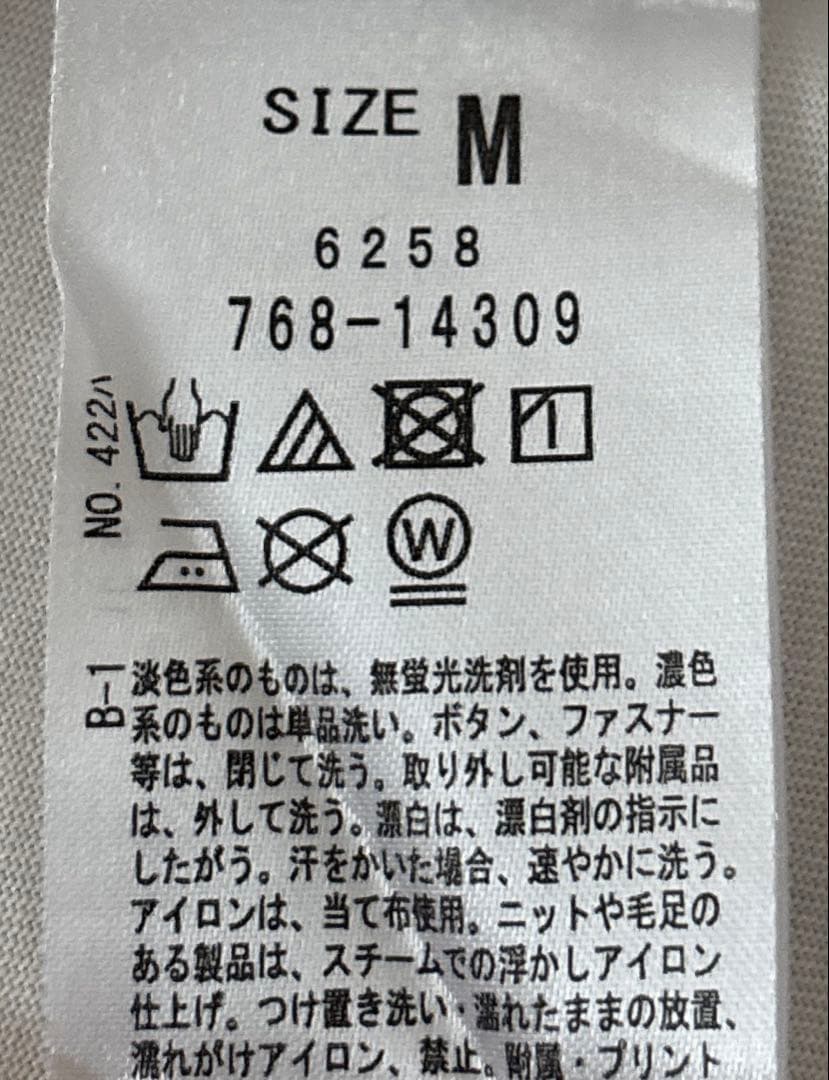 SIZE M
6258
768-14309
NO. 422ハ
W
B-1
淡色系のものは、無蛍光洗剤を使用。濃色
系のものは単品洗い。ボタン、ファスナー
等は、閉じて洗う。取り外し可能な附属品
は、外して洗う。漂白は、漂白剤の指示に
したがう。汗をかいた場合、速やかに洗う。
アイロンは、当て布使用。ニットや毛足の
ある製品は、スチームでの浮かしアイロン
仕上げ。つけ置き洗い・濡れたままの放置、
濡れがけアイロン、禁止。附属・プリント